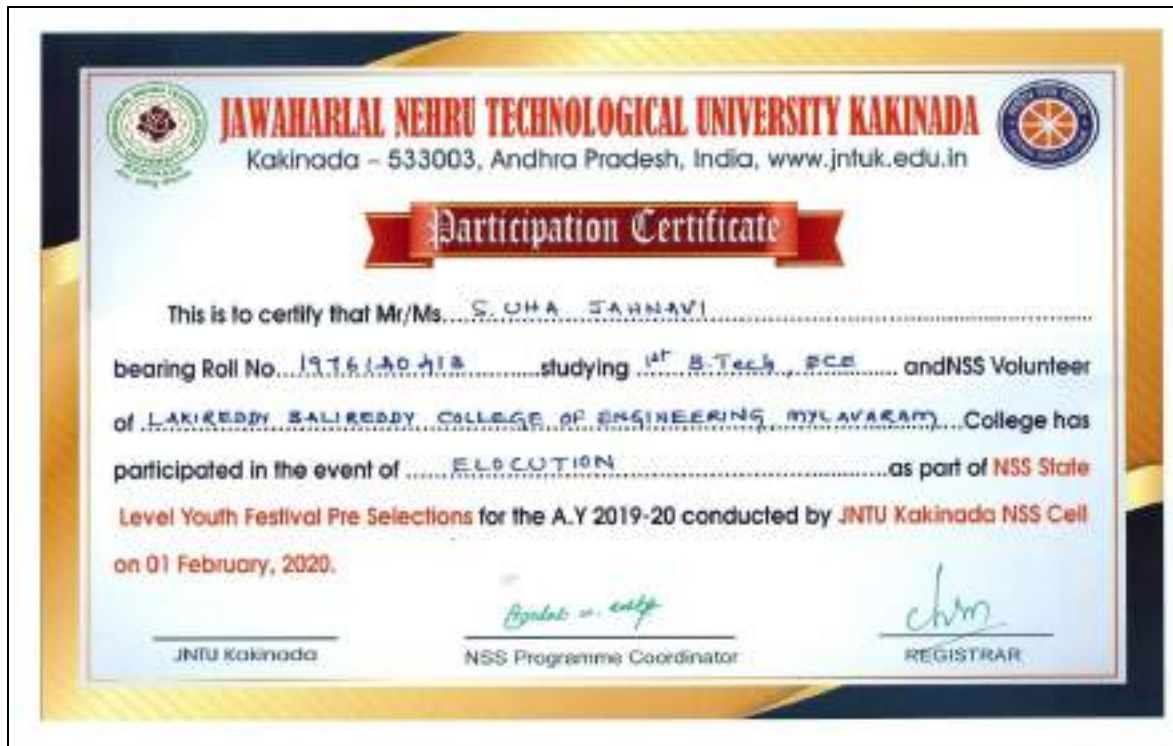 JAWAHARLAL NEHRU TECHNOLOGICAL UNIVERSITY KAKINADA
Kakinada – 533003, Andhra Pradesh, India, www.jntuk.edu.in
Participation Certificate
This is to certify that Mr/Ms. S. UHA JAHNAVI
bearing Roll No. studying 1st B.Tech, ECE andNSS Volunteer
of LAKIREDDY BALIREDDY COLLEGE OF ENGINEERING, MYLAVARAM College has
participated in the event of ELOCUTION as part of NSS State
Level Youth Festival Pre Selections for the A.Y 2019-20 conducted by JNTU Kakinada NSS Cell
on 01 February, 2020.
JNTU Kakinada
NSS Programme Coordinator
REGISTRAR